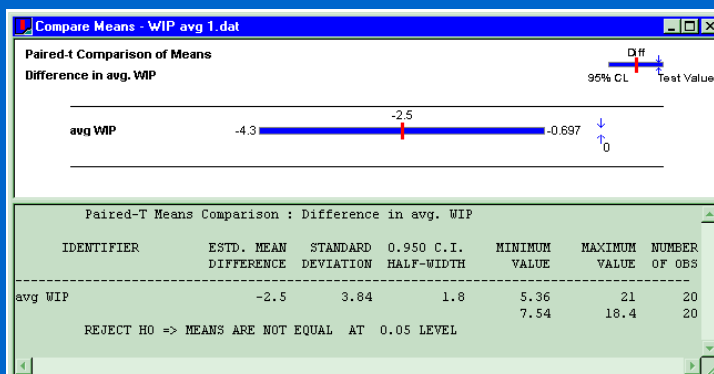 Compare Means - WIP avg 1.dat
Paired-t Comparison of Means
Difference in avg. WIP
Diff
95% CL Test Value
avg WIP
-4.3 -2.5 -0.697
0
Paired-T Means Comparison : Difference in avg. WIP
IDENTIFIER ESTD. MEAN STANDARD 0.950 C.I. MINIMUM MAXIMUM NUMBER
DIFFERENCE DEVIATION HALF-WIDTH VALUE VALUE OF OBS
avg WIP -2.5 3.84 1.8 5.36 21 20
7.54 18.4 20
REJECT H0 => MEANS ARE NOT EQUAL AT 0.05 LEVEL